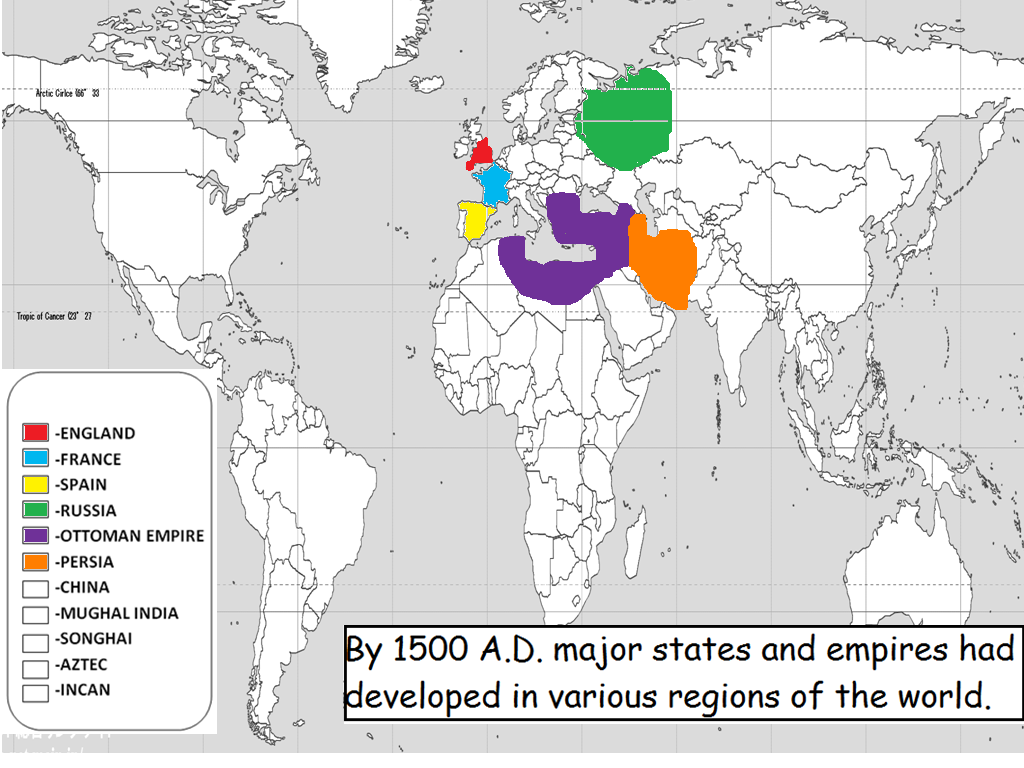 Arctic Cirlce (66° 33
Tropic of Cancer (23° 27
-ENGLAND
-FRANCE
-SPAIN
-RUSSIA
-OTTOMAN EMPIRE
-PERSIA
-CHINA
-MUGHAL INDIA
-SONGHAI
-AZTEC
-INCAN
By 1500 A.D. major states and empires had
developed in various regions of the world.